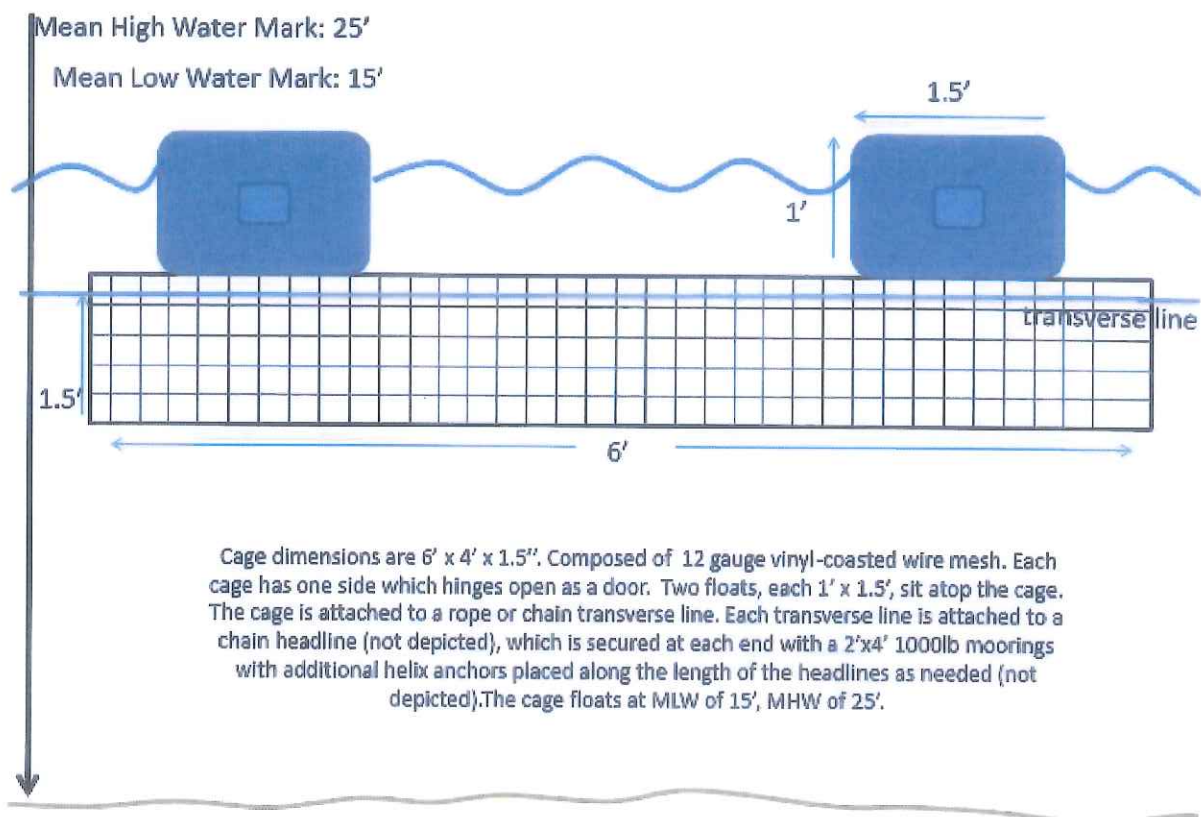 Mean High Water Mark: 25'
Mean Low Water Mark: 15'
1.5'
1'
transverse line
1.5'
6'
Cage dimensions are 6' x 4' x 1.5''. Composed of 12 gauge vinyl-coasted wire mesh. Each
cage has one side which hinges open as a door. Two floats, each 1' x 1.5', sit atop the cage.
The cage is attached to a rope or chain transverse line. Each transverse line is attached to a
chain headline (not depicted), which is secured at each end with a 2'x4' 1000lb moorings
with additional helix anchors placed along the length of the headlines as needed (not
depicted).The cage floats at MLW of 15', MHW of 25'.